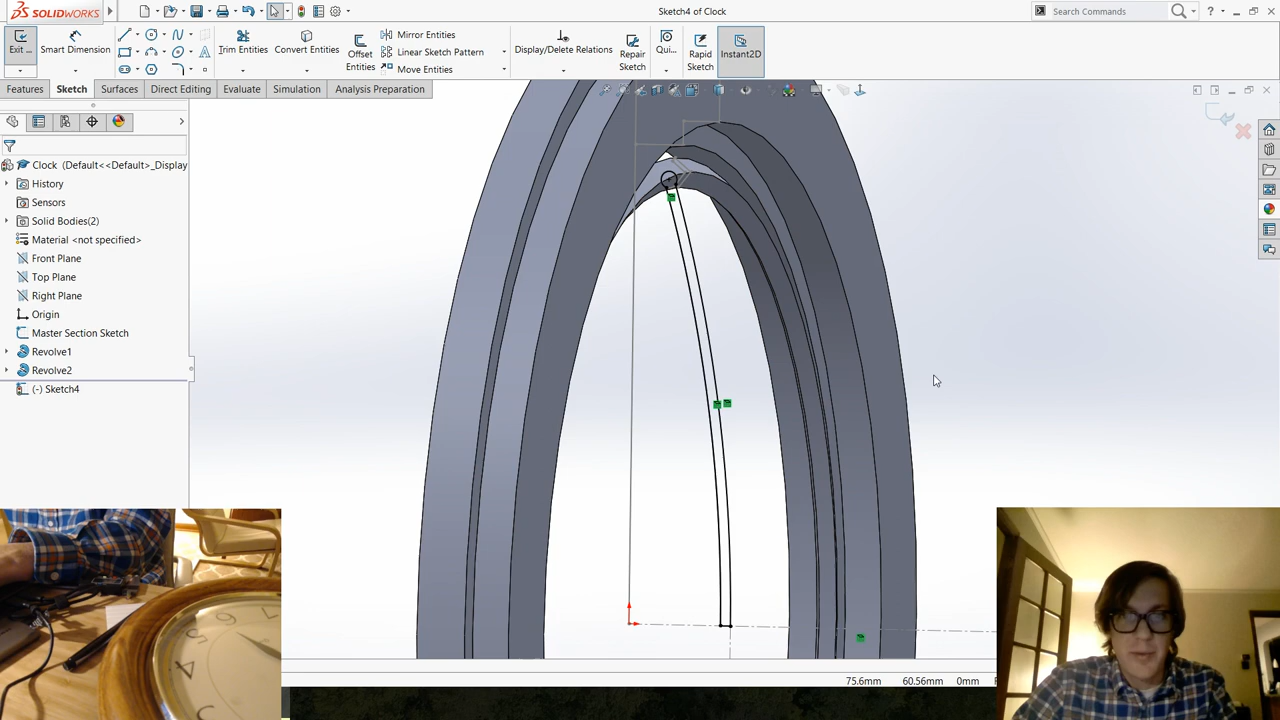 SOLIDWORKS
Sketch4 of Clock
Search Commands
Exit ...
Smart Dimension
Trim Entities
Convert Entities
Offset Entities
Mirror Entities
Linear Sketch Pattern
Move Entities
Display/Delete Relations
Repair Sketch
Qui...
Rapid Sketch
Instant2D
Features
Sketch
Surfaces
Direct Editing
Evaluate
Simulation
Analysis Preparation
Clock (Default<<Default>_Display
History
Sensors
Solid Bodies(2)
Material <not specified>
Front Plane
Top Plane
Right Plane
Origin
Master Section Sketch
Revolve1
Revolve2
(-) Sketch4
75.6mm
60.56mm
0mm
6
5
4